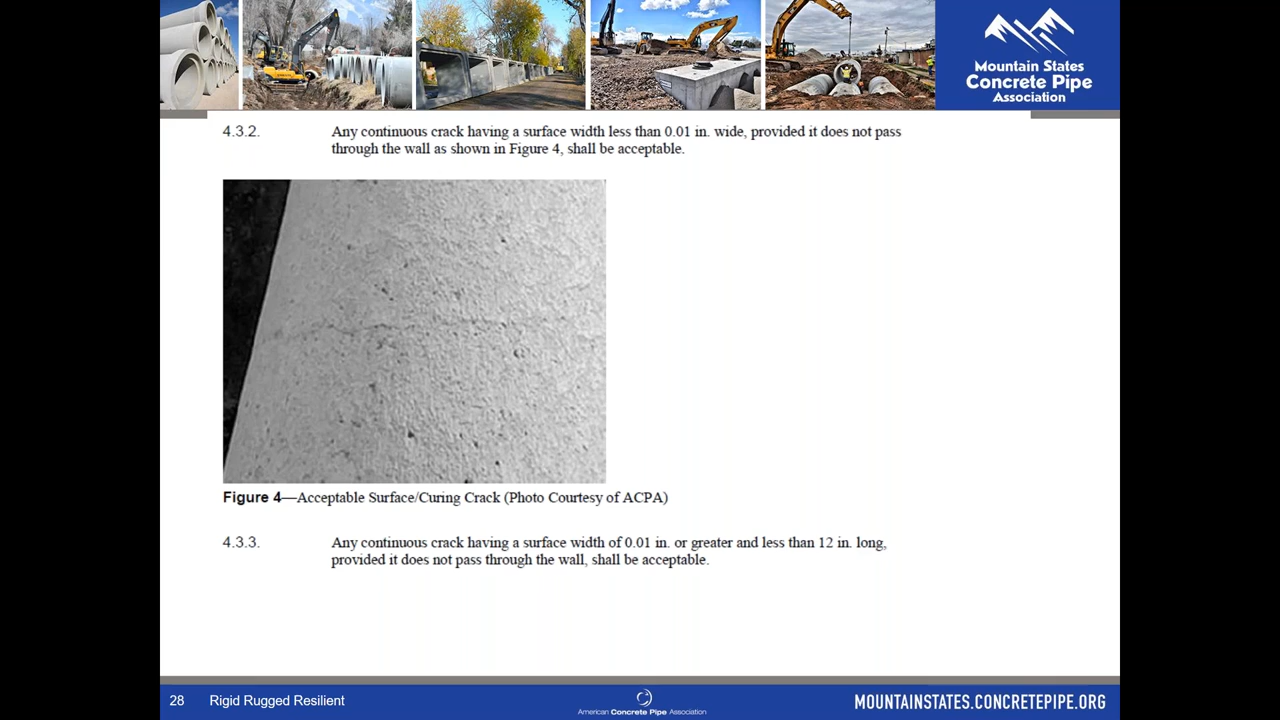 Mountain States
Concrete Pipe
Association
4.3.2. Any continuous crack having a surface width less than 0.01 in. wide, provided it does not pass
through the wall as shown in Figure 4, shall be acceptable.
Figure 4—Acceptable Surface/Curing Crack (Photo Courtesy of ACPA)
4.3.3. Any continuous crack having a surface width of 0.01 in. or greater and less than 12 in. long,
provided it does not pass through the wall, shall be acceptable.
28 Rigid Rugged Resilient
American Concrete Pipe Association
MOUNTAINSTATES.CONCRETEPIPE.ORG